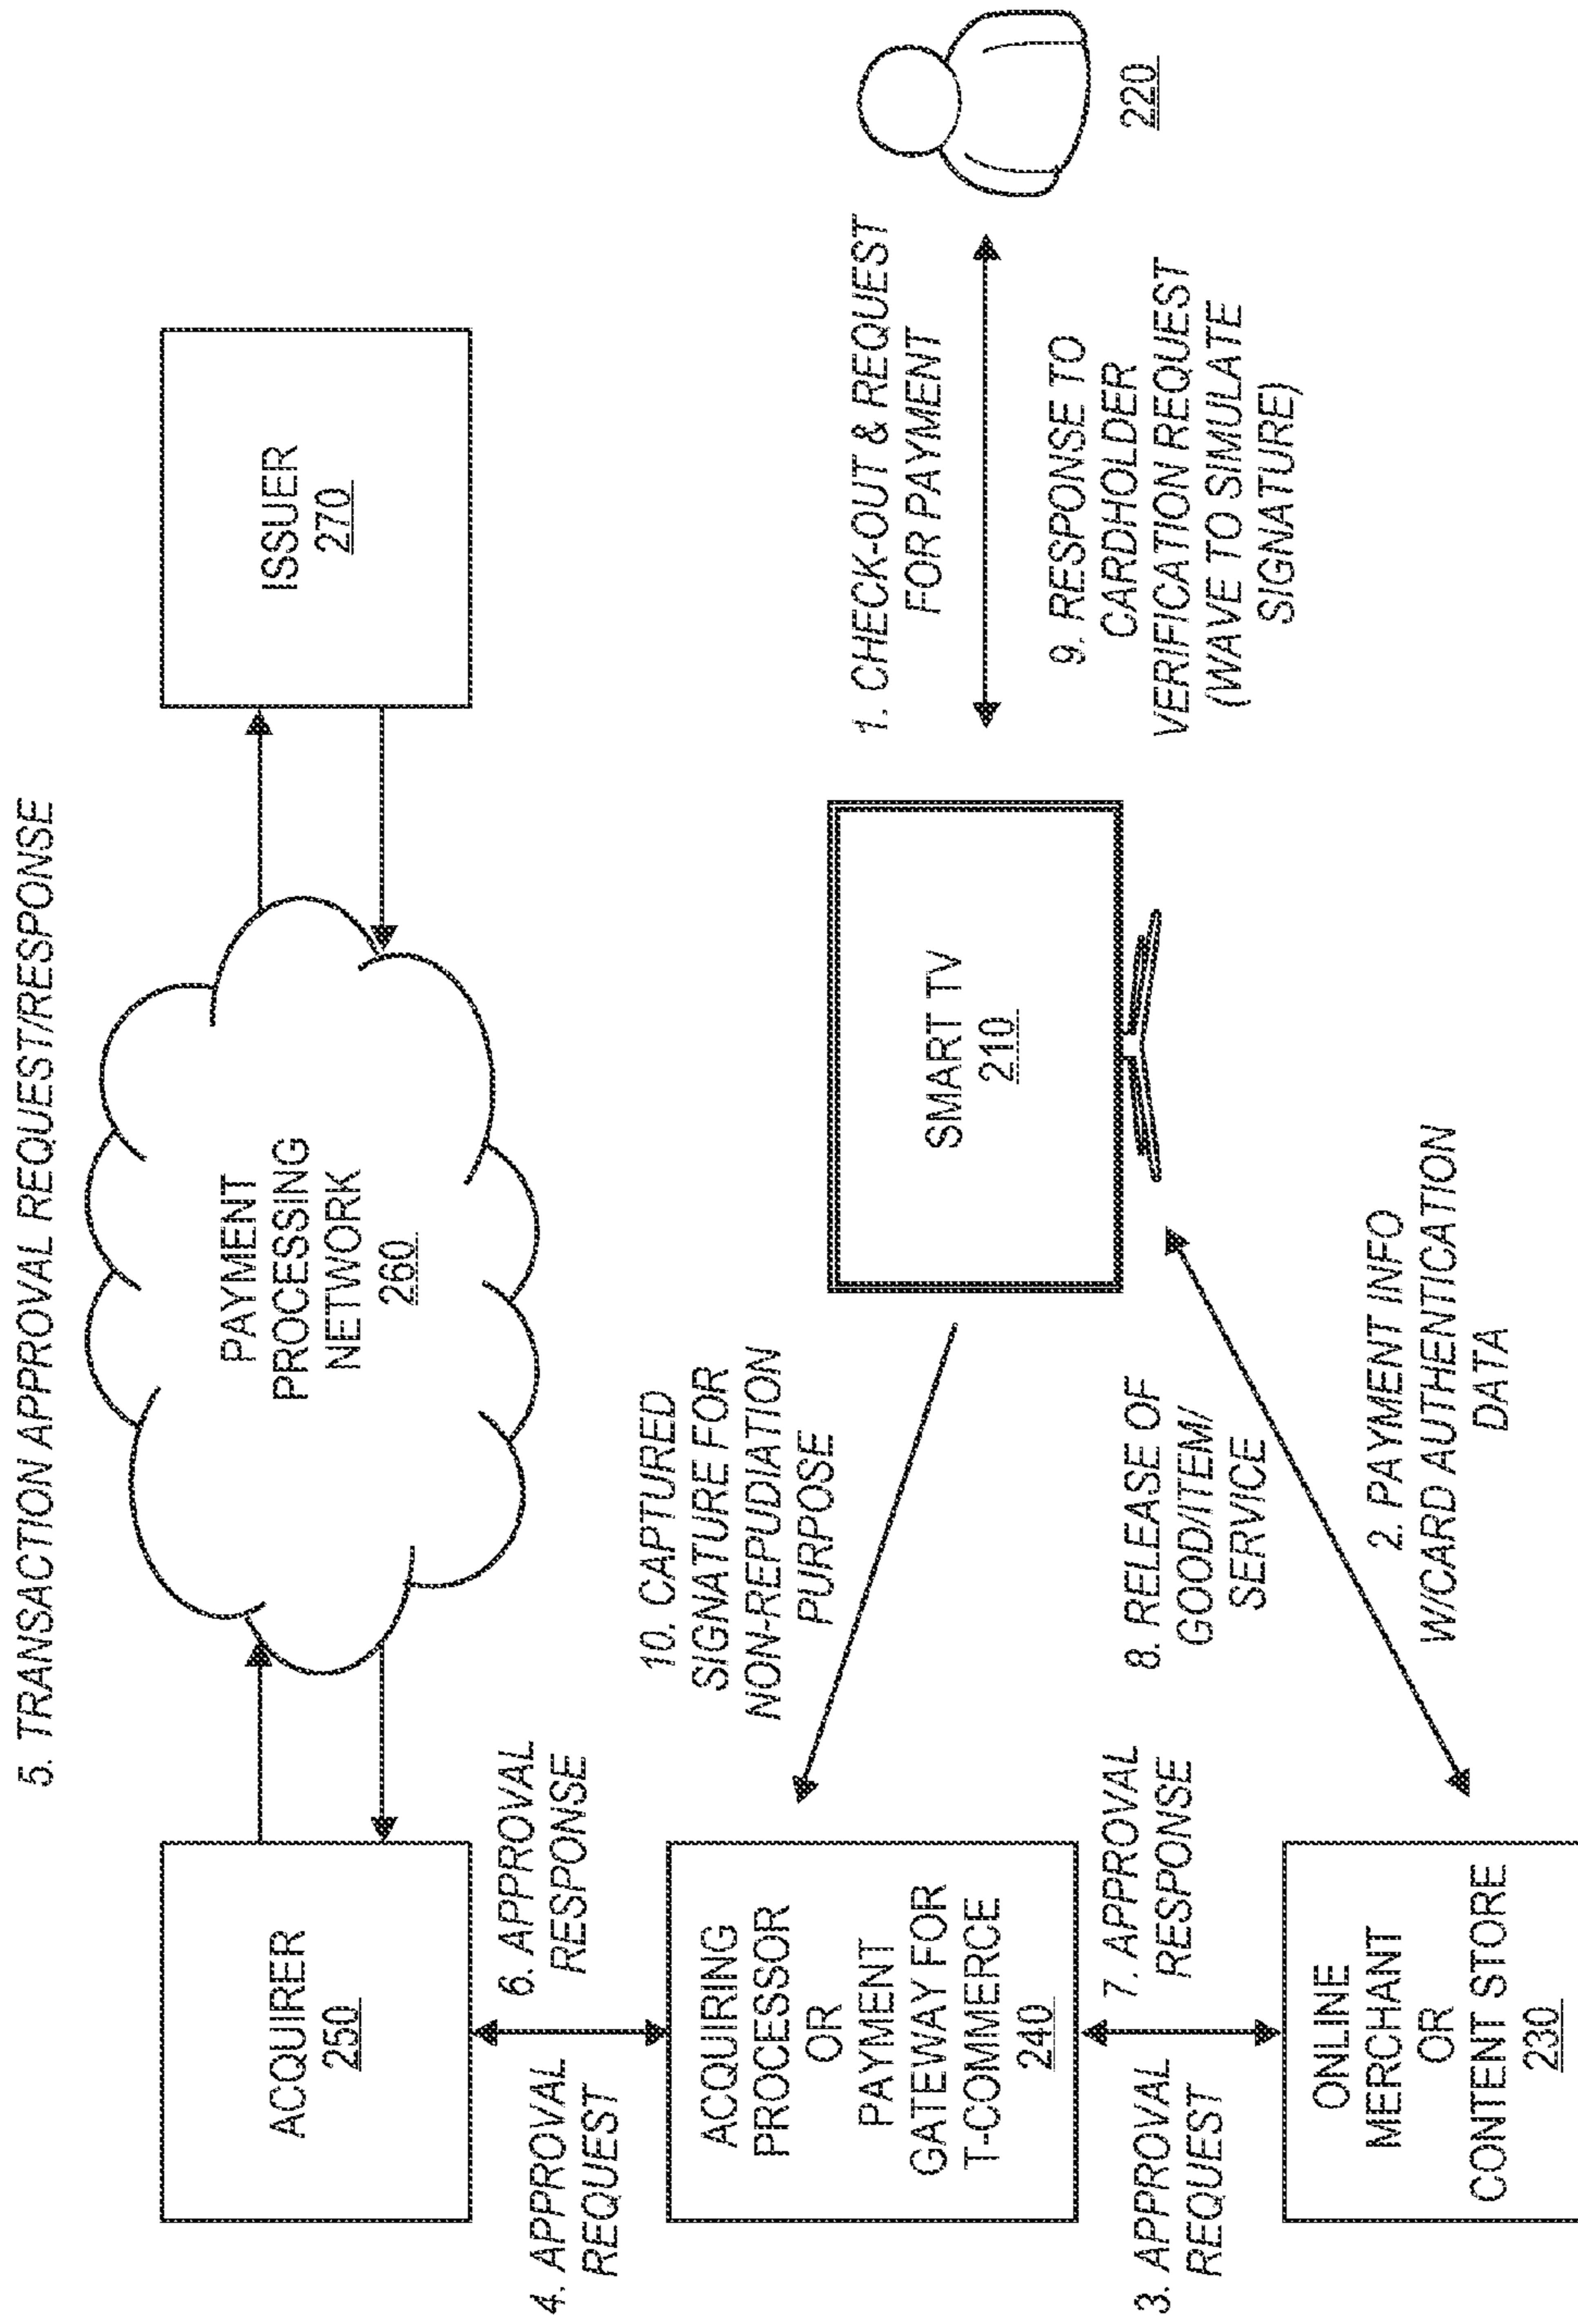 5. TRANSACTION APPROVAL REQUEST/RESPONSE
ACQUIRER
250
PAYMENT
PROCESSING
NETWORK
260
ISSUER
270
4. APPROVAL
REQUEST
6. APPROVAL
RESPONSE
ACQUIRING
PROCESSOR
OR
PAYMENT
GATEWAY FOR
T-COMMERCE
240
10. CAPTURED
SIGNATURE FOR
NON-REPUDIATION
PURPOSE
SMART TV
210
1. CHECK-OUT & REQUEST
FOR PAYMENT
9. RESPONSE TO
CARDHOLDER
VERIFICATION REQUEST
(WAVE TO SIMULATE
SIGNATURE)
220
3. APPROVAL
REQUEST
7. APPROVAL
RESPONSE
8. RELEASE OF
GOOD/ITEM/
SERVICE
2. PAYMENT INFO
W/CARD AUTHENTICATION
DATA
ONLINE
MERCHANT
OR
CONTENT STORE
230